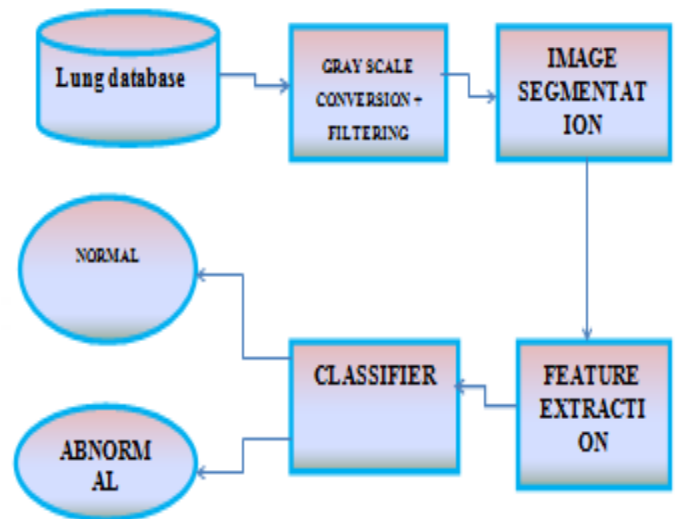 Lung database
GRAY SCALE
CONVERSION +
FILTERING
IMAGE
SEGMENTAT
ION
FEATURE
EXTRACTI
ON
CLASSIFIER
NORMAL
ABNORM
AL